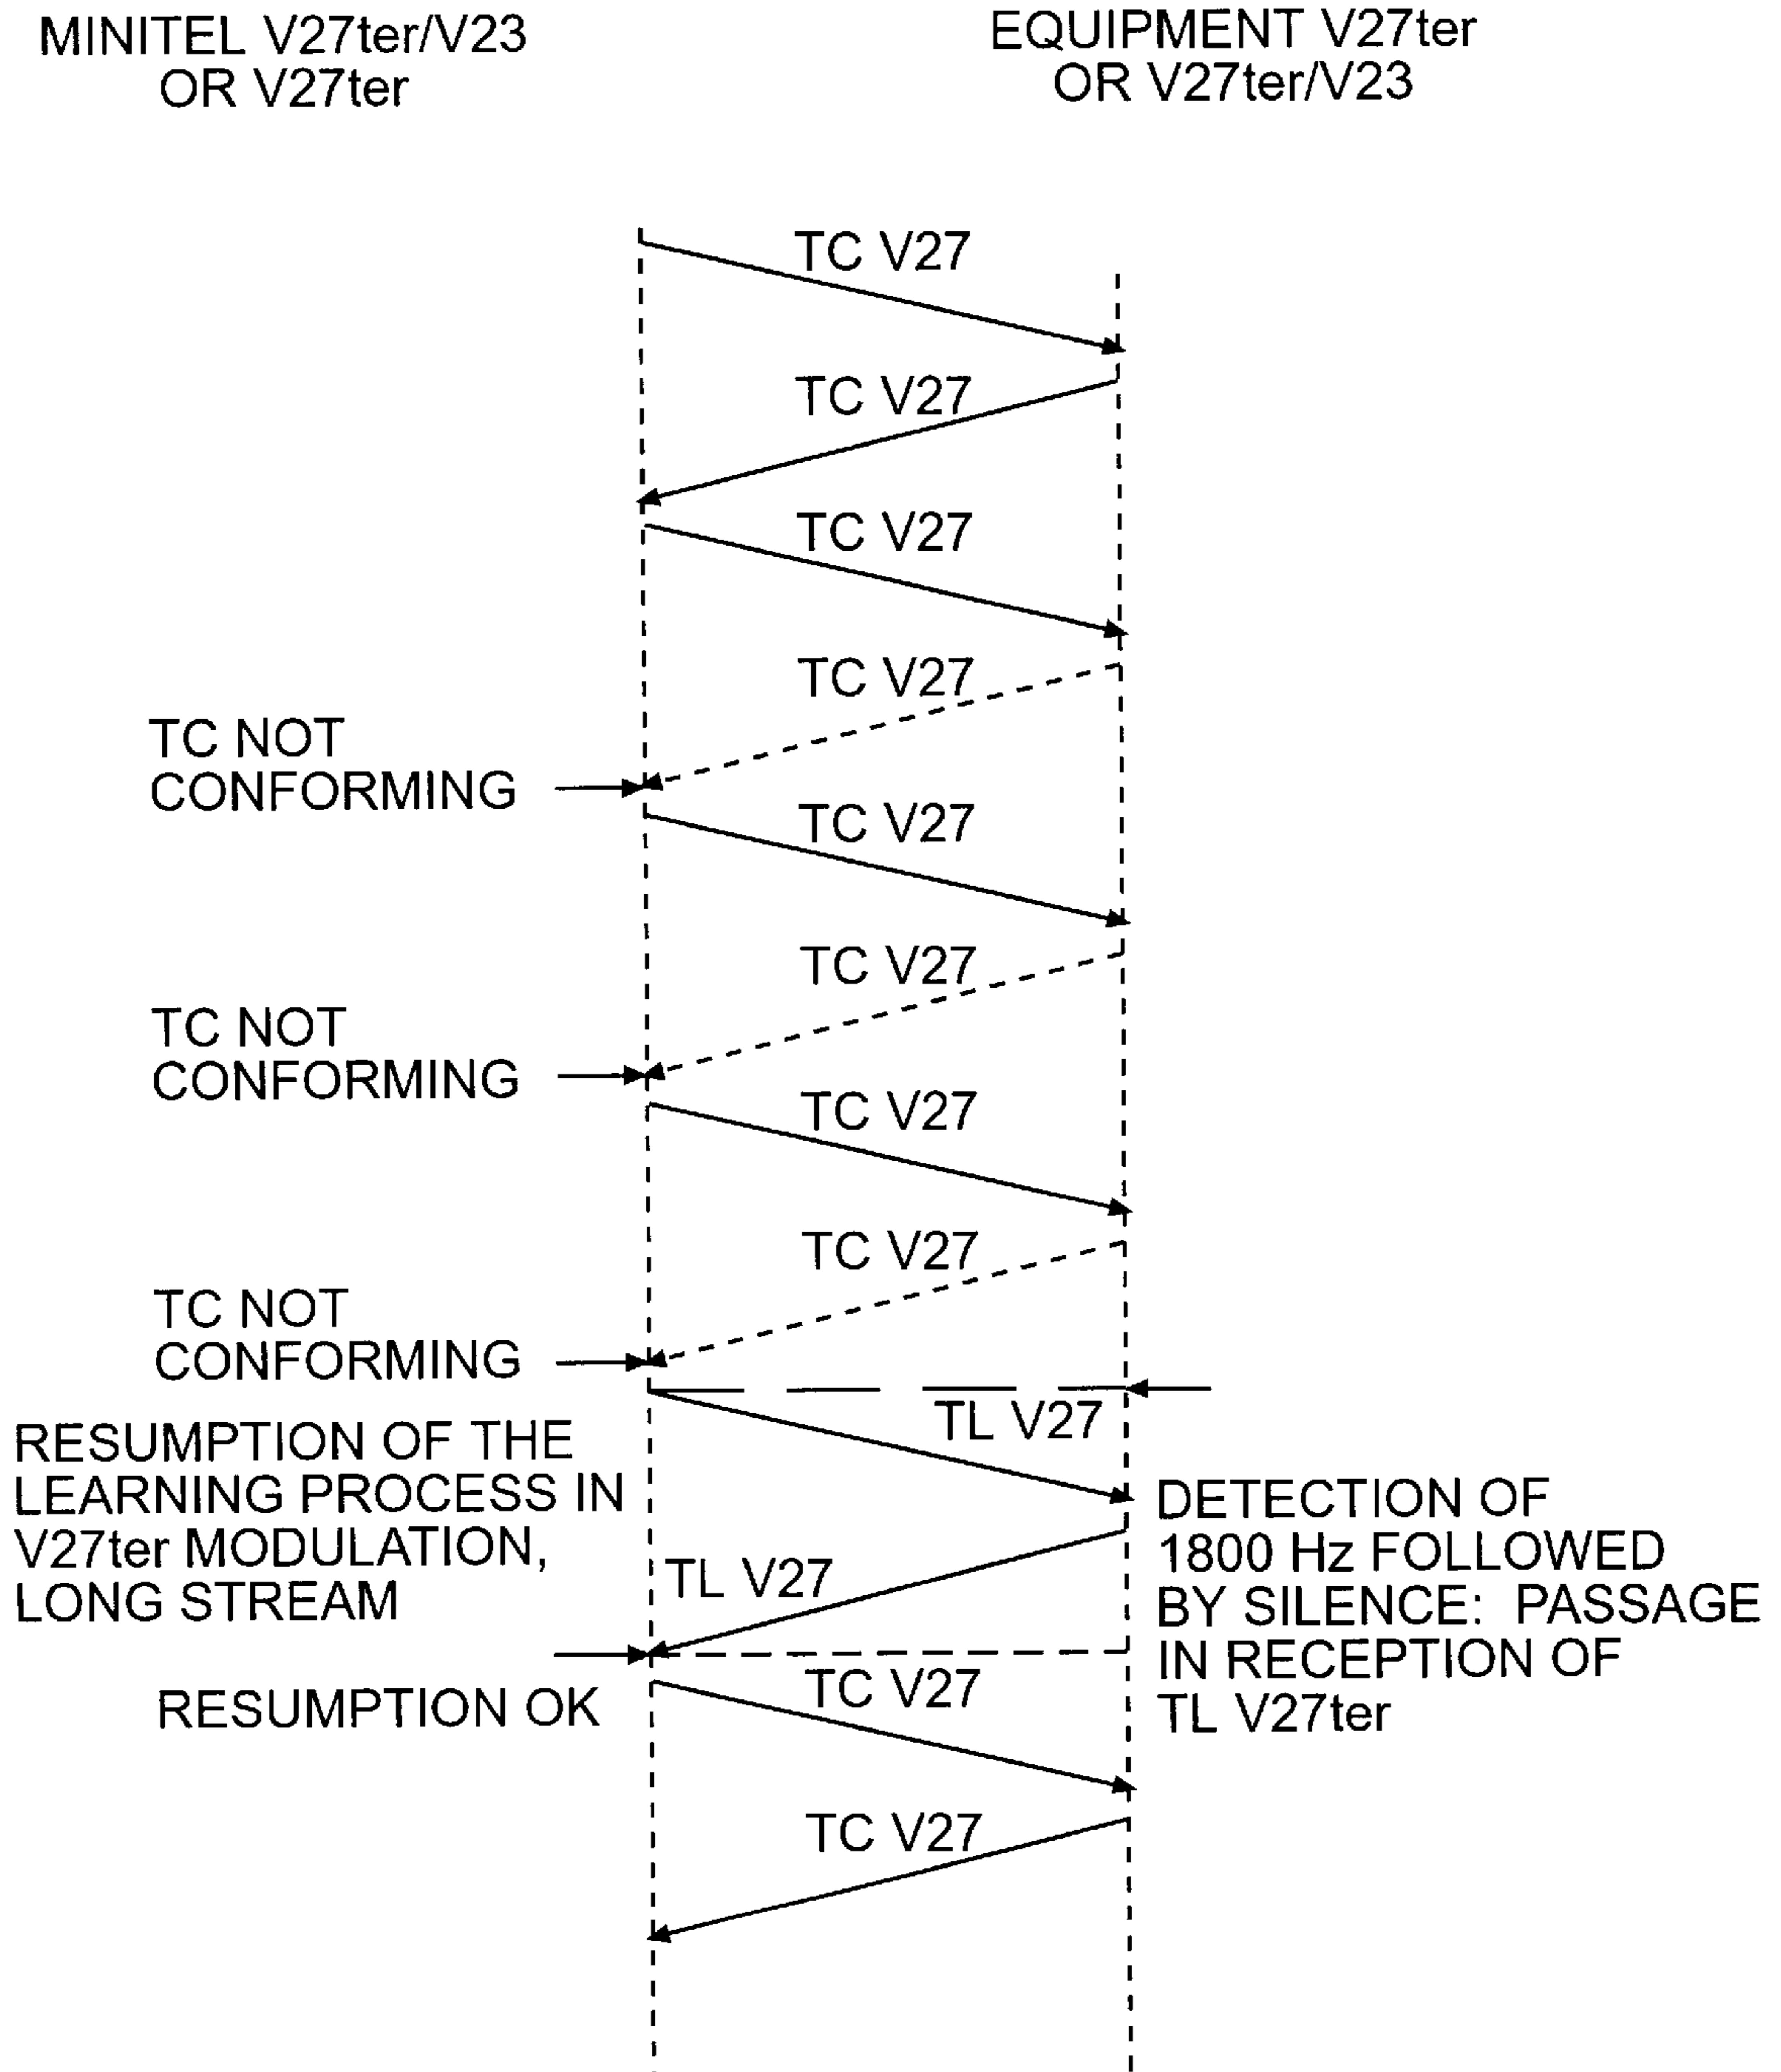 MINITEL V27ter/V23
OR V27ter
EQUIPMENT V27ter
OR V27ter/V23
TC V27
TC V27
TC V27
TC V27
TC NOT
CONFORMING
TC V27
TC V27
TC NOT
CONFORMING
TC V27
TC V27
TC NOT
CONFORMING
TL V27
RESUMPTION OF THE
LEARNING PROCESS IN
V27ter MODULATION,
LONG STREAM
DETECTION OF
1800 Hz FOLLOWED
BY SILENCE: PASSAGE
IN RECEPTION OF
TL V27ter
TL V27
RESUMPTION OK
TC V27
TC V27